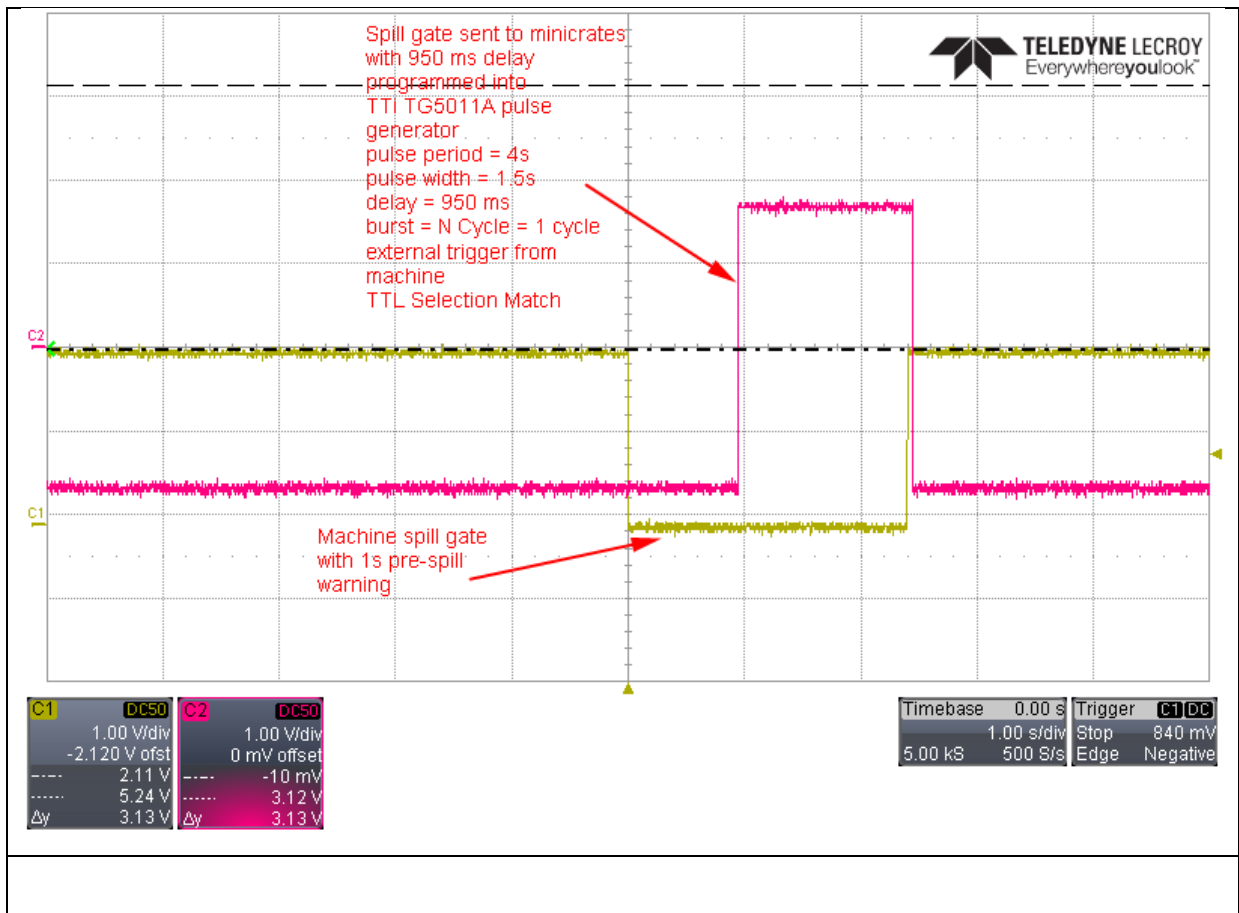 Spill gate sent to minicrates
with 950 ms delay
programmed into
TTI TG5011A pulse
generator
pulse period = 4s
pulse width = 1.5s
delay = 950 ms
burst = N Cycle = 1 cycle
external trigger from
machine
TTL Selection Match
TELEDYNE LECROY
Everywhereyoulook™
C2
C1
Machine spill gate
with 1s pre-spill
warning
C1 DC50
1.00 V/div
-2.120 V ofst
2.11 V
5.24 V
Δy 3.13 V
C2 DC50
1.00 V/div
0 mV offset
-10 mV
3.12 V
Δy 3.13 V
Timebase 0.00 s
1.00 s/div
5.00 kS 500 S/s
Trigger C1 DC
Stop 840 mV
Edge Negative